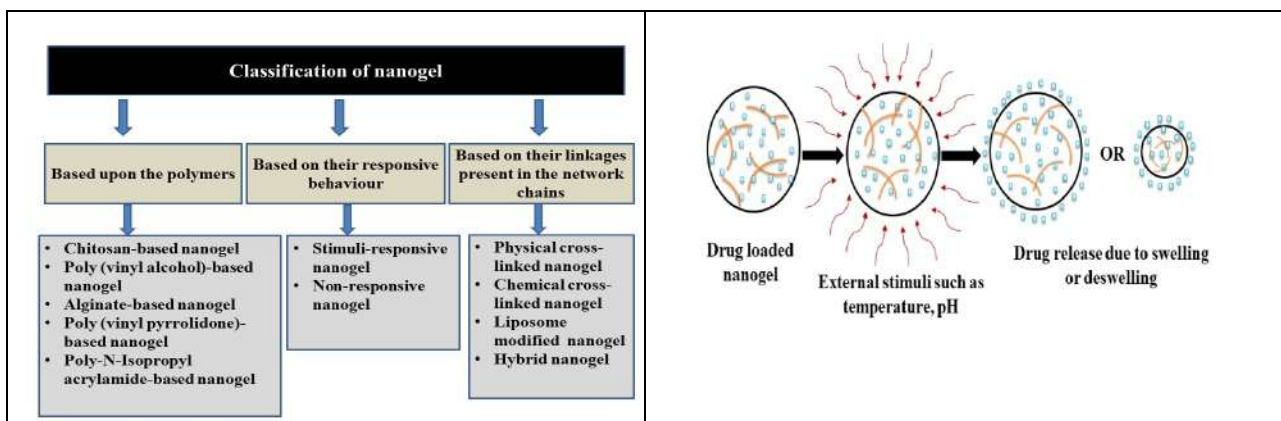 Classification of nanogel
Based upon the polymers
Based on their responsive
behaviour
Based on their linkages
present in the network
chains
• Chitosan-based nanogel
• Poly (vinyl alcohol)-based
nanogel
• Alginate-based nanogel
• Poly (vinyl pyrrolidone)-
based nanogel
• Poly-N-Isopropyl
acrylamide-based nanogel
• Stimuli-responsive
nanogel
• Non-responsive
nanogel
• Physical cross-
linked nanogel
• Chemical cross-
linked nanogel
• Liposome
modified nanogel
• Hybrid nanogel
Drug loaded
nanogel
External stimuli such as
temperature, pH
OR
Drug release due to swelling
or deswelling